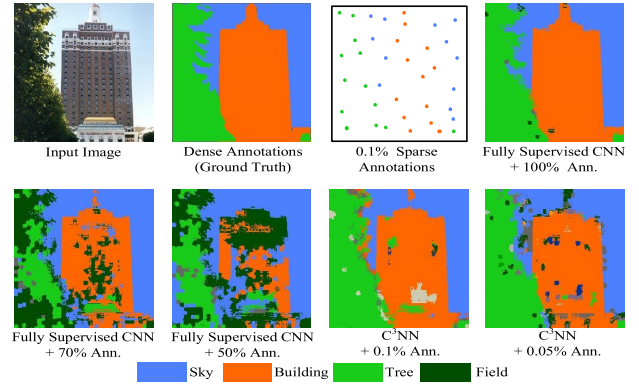 Input Image
Dense Annotations
(Ground Truth)
0.1% Sparse
Annotations
Fully Supervised CNN
+ 100% Ann.
Fully Supervised CNN
+ 70% Ann.
Fully Supervised CNN
+ 50% Ann.
C³NN
+ 0.1% Ann.
C³NN
+ 0.05% Ann.
Sky
Building
Tree
Field